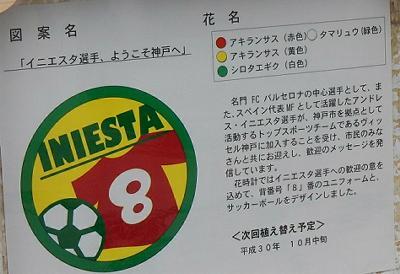 図案名
「イニエスタ選手、ようこそ神戸へ」
INIESTA
8
花名
アキランサス(赤色) タマリュウ(緑色)
アキランサス(黄色)
シロタエギク(白色)
名門FCバルセロナの中心選手として、ま
た、スペイン代表MFとして活躍したアンドレ
ス・イニエスタ選手が、神戸市を拠点として
活動するトップスポーツチームであるヴィッ
セル神戸に加入することを受け、市民のみな
さんと共にお迎えし、歓迎のメッセージを発
信しています。
花時計ではイニエスタ選手への歓迎の意を
込めて、背番号「8」番のユニフォームと、
サッカーボールをデザインしました。
<次回植え替え予定>
平成30年 10月中旬